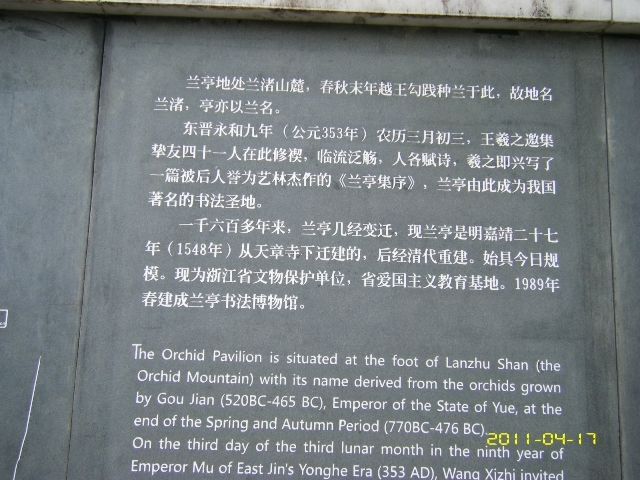 兰亭地处兰渚山麓，春秋末年越王勾践种兰于此，故地名
兰渚，亭亦以兰名。
东晋永和九年（公元353年）农历三月初三，王羲之邀集
挚友四十一人在此修禊，临流泛觞，人各赋诗，羲之即兴写了
一篇被后人誉为艺林杰作的《兰亭集序》，兰亭由此成为我国
著名的书法圣地。
一千六百多年来，兰亭几经变迁，现兰亭是明嘉靖二十七
年（1548年）从天章寺下迁建的，后经清代重建。始具今日规
模。现为浙江省文物保护单位，省爱国主义教育基地。1989年
春建成兰亭书法博物馆。
The Orchid Pavilion is situated at the foot of Lanzhu Shan (the
Orchid Mountain) with its name derived from the orchids grown
by Gou Jian (520BC-465 BC), Emperor of the State of Yue, at the
end of the Spring and Autumn Period (770BC-476 BC).
On the third day of the third lunar month in the ninth year of
Emperor Mu of East Jin's Yonghe Era (353 AD), Wang Xizhi invited
2011-04-17